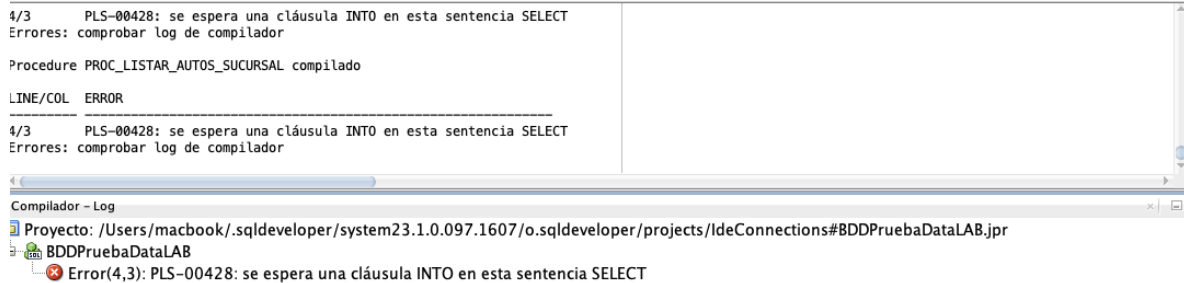 4/3 PLS-00428: se espera una cláusula INTO en esta sentencia SELECT
Errores: comprobar log de compilador
Procedure PROC_LISTAR_AUTOS_SUCURSAL compilado
LINE/COL ERROR
--------- -------------------------------------------------------------
4/3 PLS-00428: se espera una cláusula INTO en esta sentencia SELECT
Errores: comprobar log de compilador
Compilador - Log
Proyecto: /Users/macbook/.sqldeveloper/system23.1.0.097.1607/o.sqldeveloper/projects/IdeConnections#BDDPruebaDataLAB.jpr
BDDPruebaDataLAB
Error(4,3): PLS-00428: se espera una cláusula INTO en esta sentencia SELECT